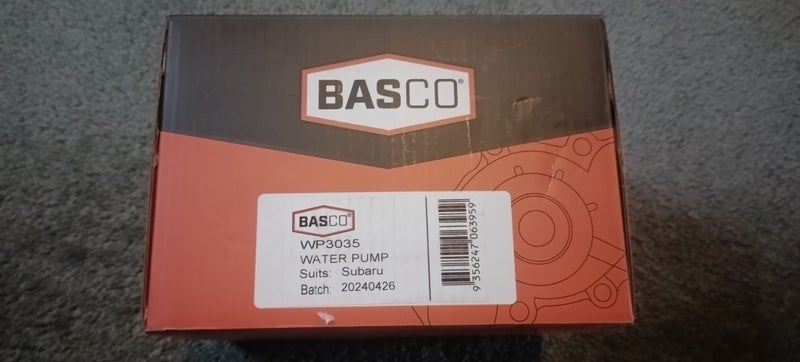 BASCO®
BASCO®
WP3035
WATER PUMP
Suits: Subaru
Batch: 20240426
9 356247 063959